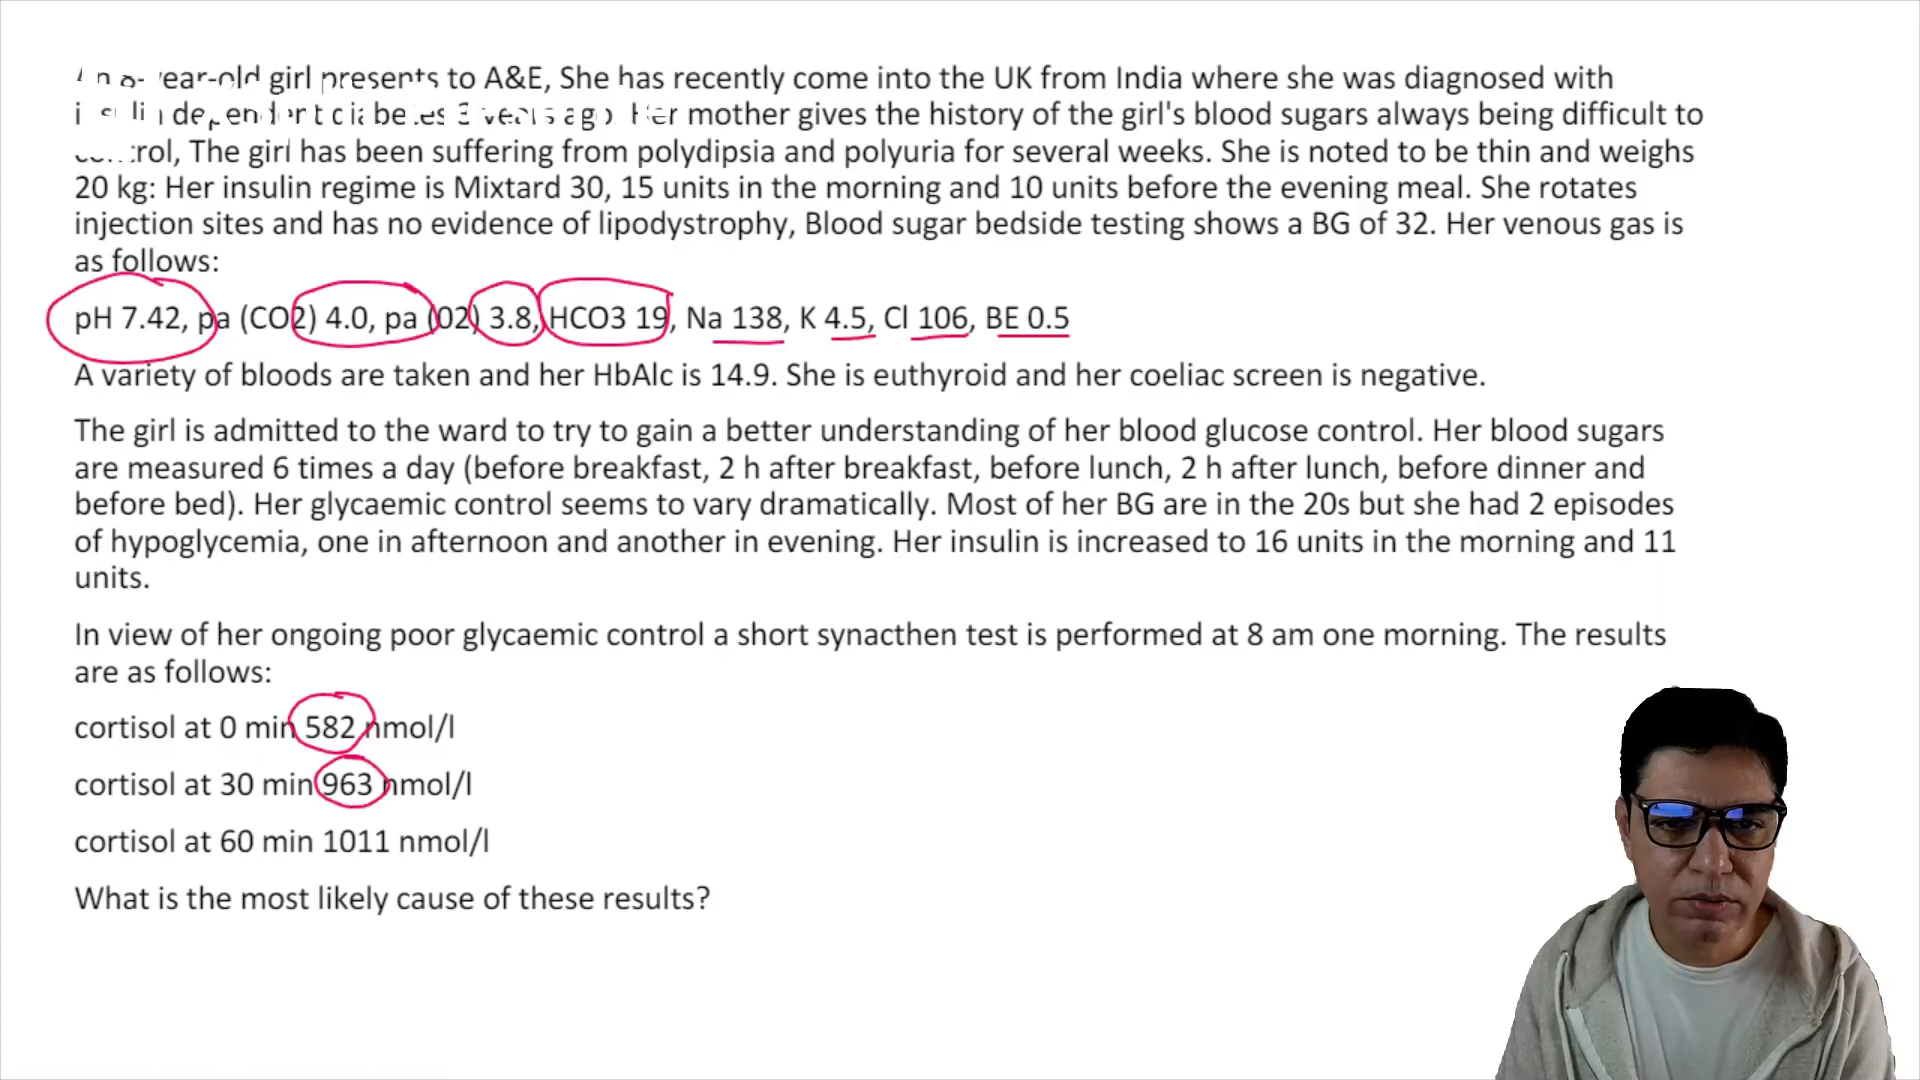 year-old girl presents to A&E, She has recently come into the UK from India where she was diagnosed with
dependent diabetes 3 years ago. Her mother gives the history of the girl's blood sugars always being difficult to
The girl has been suffering from polydipsia and polyuria for several weeks. She is noted to be thin and weighs
20 kg: Her insulin regime is Mixtard 30, 15 units in the morning and 10 units before the evening meal. She rotates
injection sites and has no evidence of lipodystrophy, Blood sugar bedside testing shows a BG of 32. Her venous gas is
as follows:
pH 7.42, pa (CO2) 4.0, pa (02) 3.8, HCO3 19, Na 138, K 4.5, Cl 106, BE 0.5
A variety of bloods are taken and her HbAlc is 14.9. She is euthyroid and her coeliac screen is negative.
The girl is admitted to the ward to try to gain a better understanding of her blood glucose control. Her blood sugars
are measured 6 times a day (before breakfast, 2 h after breakfast, before lunch, 2 h after lunch, before dinner and
before bed). Her glycaemic control seems to vary dramatically. Most of her BG are in the 20s but she had 2 episodes
of hypoglycemia, one in afternoon and another in evening. Her insulin is increased to 16 units in the morning and 11
units.
In view of her ongoing poor glycaemic control a short synacthen test is performed at 8 am one morning. The results
are as follows:
cortisol at 0 min 582 nmol/l
cortisol at 30 min 963 nmol/l
cortisol at 60 min 1011 nmol/l
What is the most likely cause of these results?